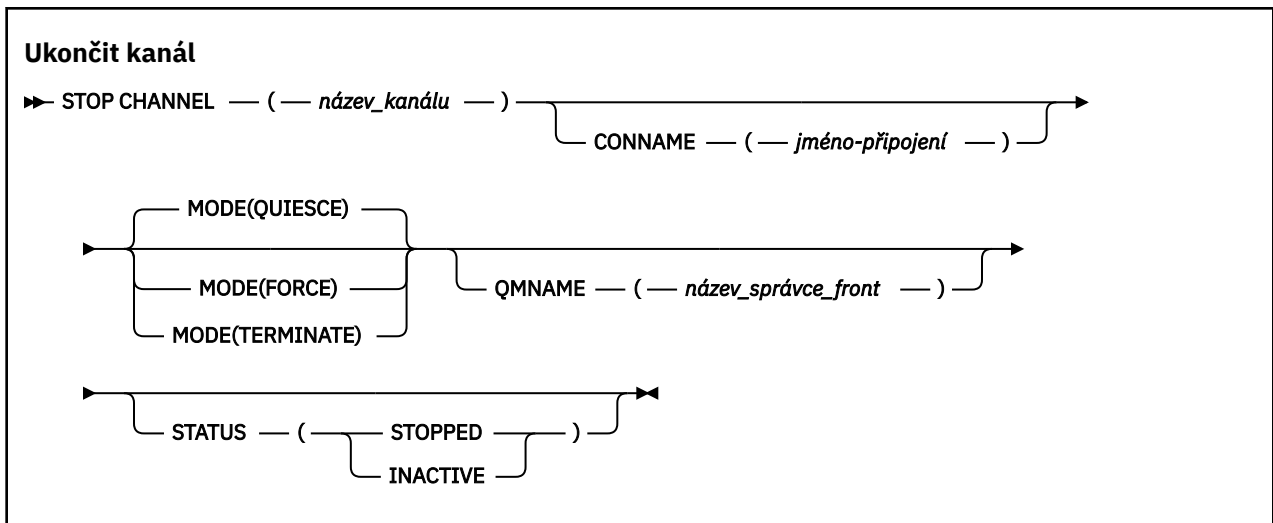 Ukončit kanál
STOP CHANNEL ( název_kanálu )
CONNAME ( jméno-připojení )
MODE(QUIESCE)
MODE(FORCE)
MODE(TERMINATE)
QMNAME ( název_správce_front )
STATUS ( STOPPED )
INACTIVE